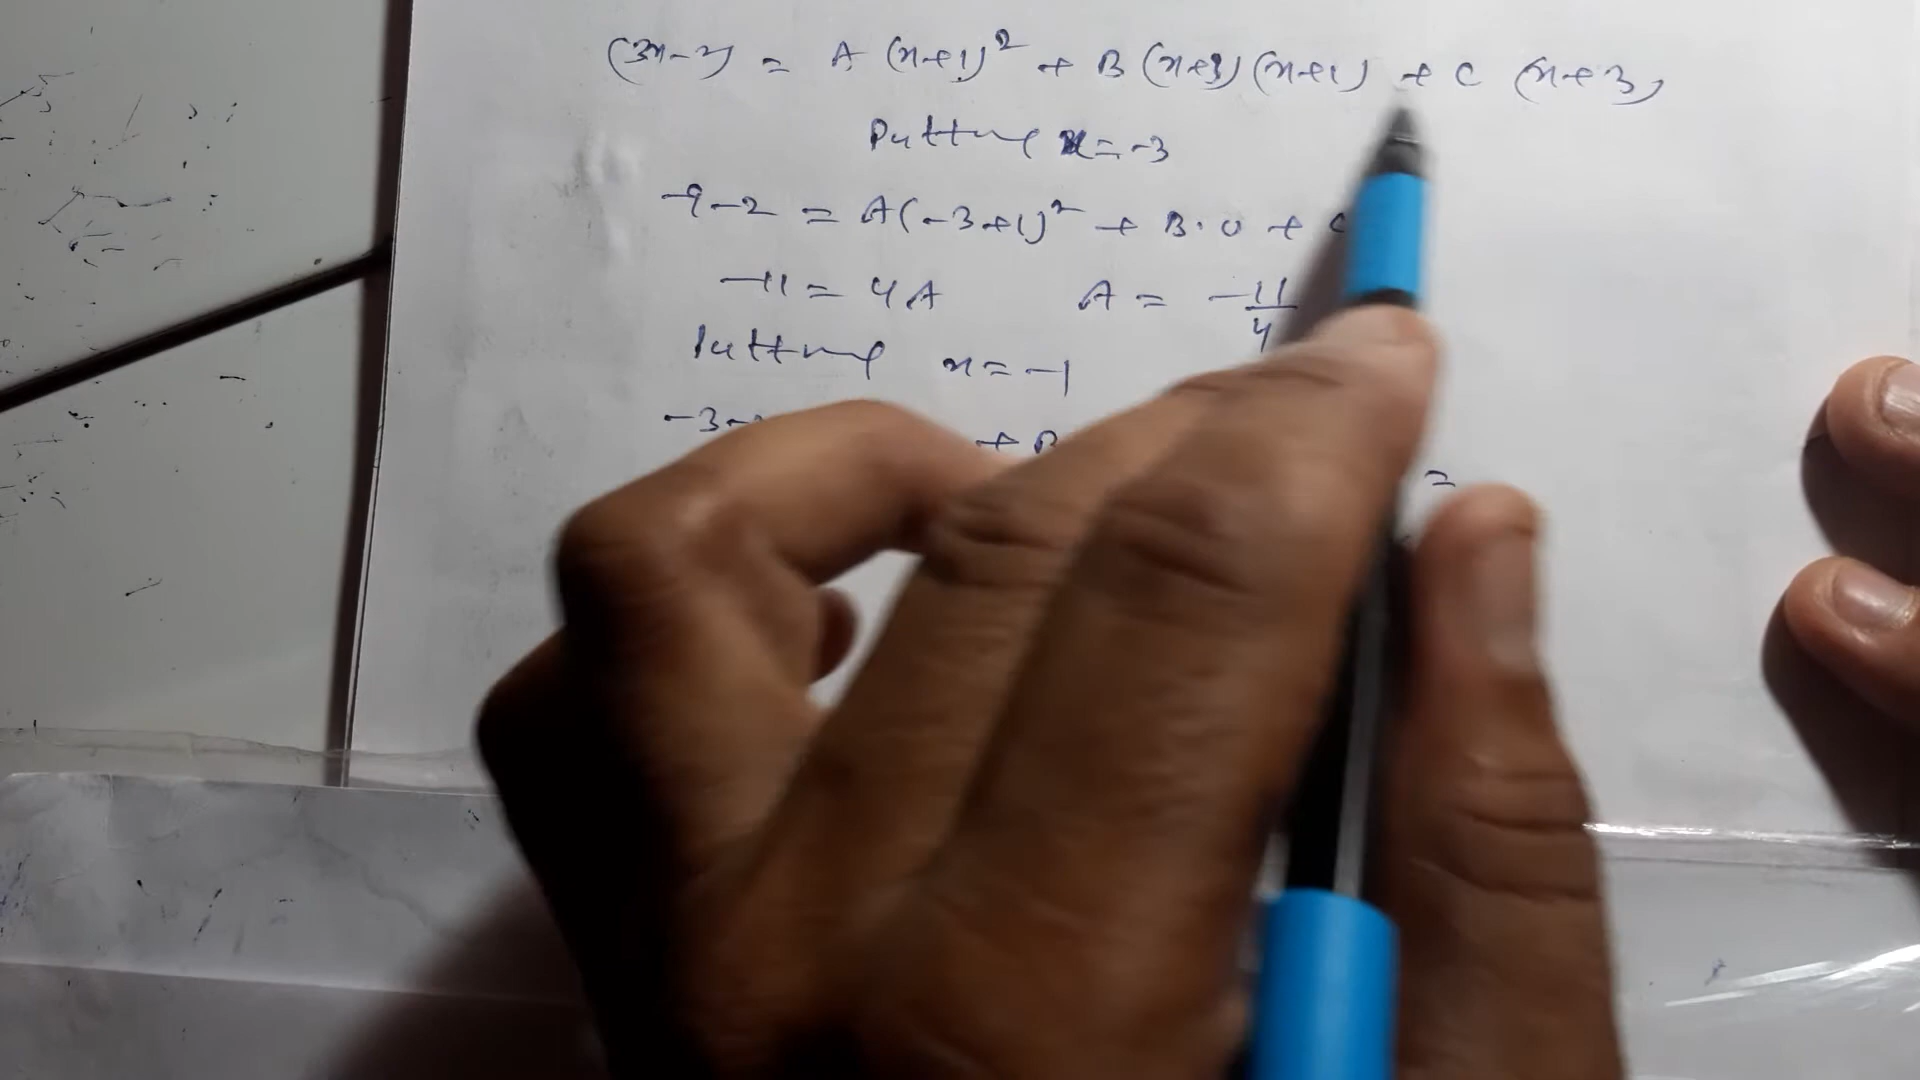 (3x-2) = A (x+1)² + B (x+3) (x+1) + C (x+3)
Putting x=-3
-9-2 = A(-3+1)² + B·0 + C
-11 = 4A A = -11/4
Putting x=-1
-3- + B
=